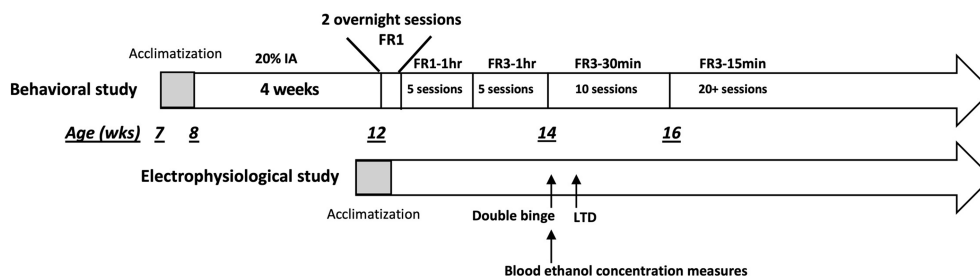 2 overnight sessions
FR1
Acclimatization
20% IA
FR1-1hr
FR3-1hr
FR3-30min
FR3-15min
Behavioral study
4 weeks
5 sessions
5 sessions
10 sessions
20+ sessions
Age (wks)
7
8
12
14
16
Electrophysiological study
Acclimatization
Double binge
LTD
Blood ethanol concentration measures